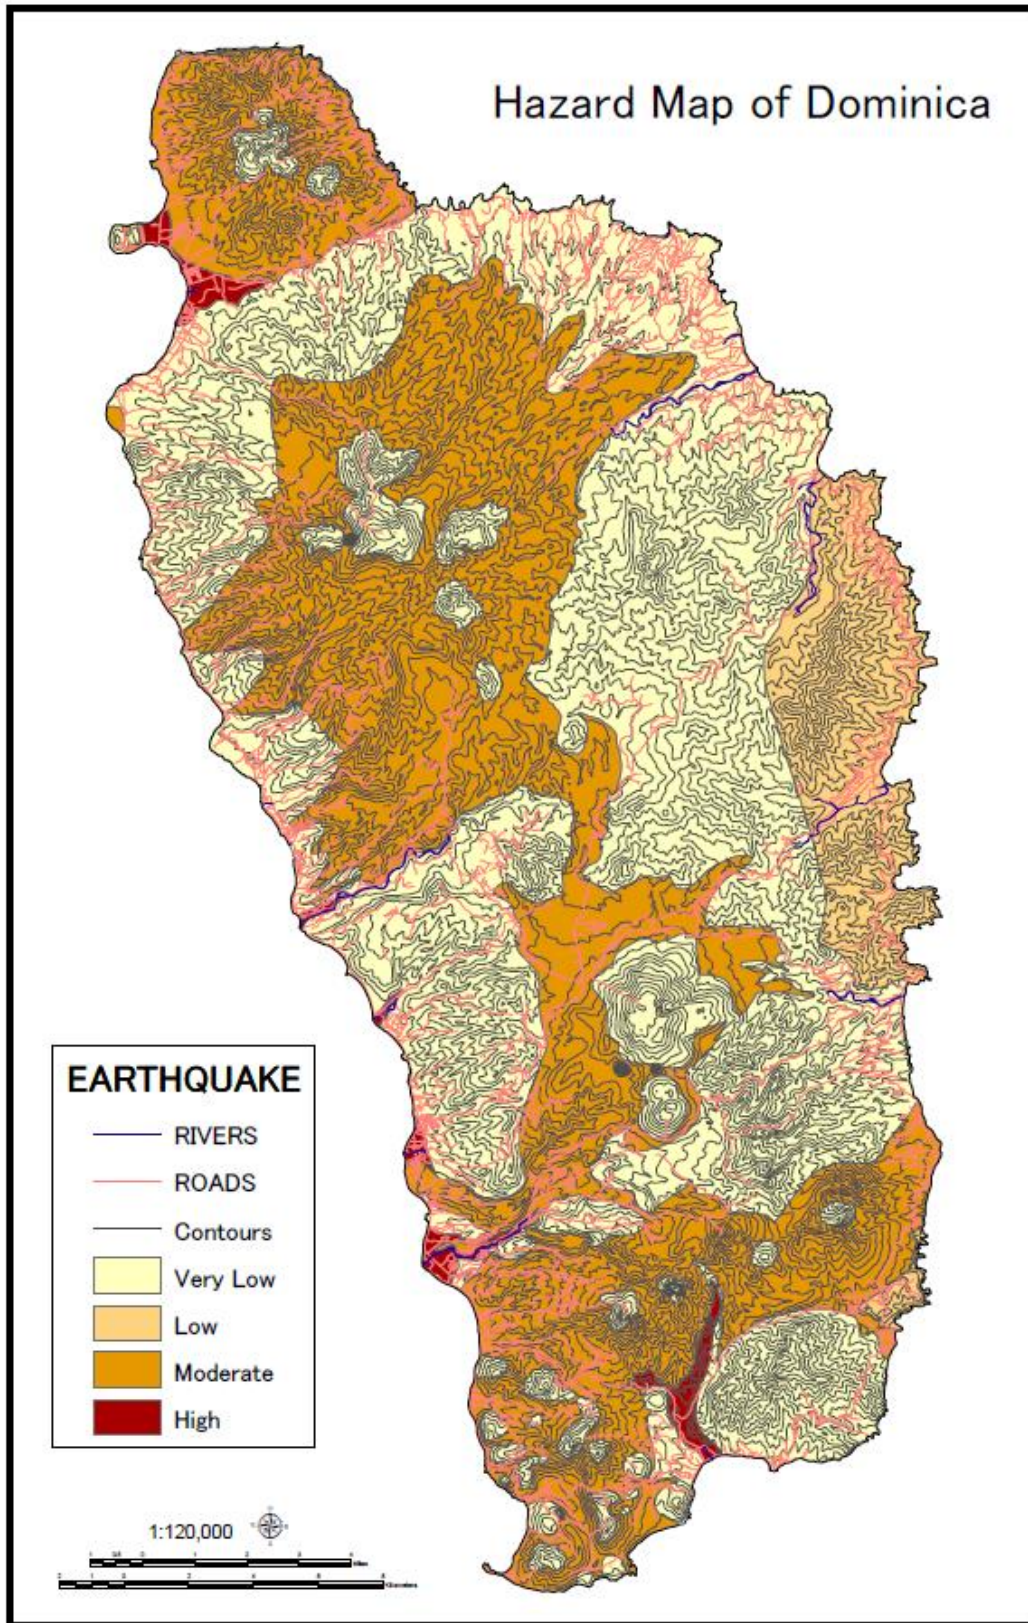 Hazard Map of Dominica
EARTHQUAKE
RIVERS
ROADS
Contours
Very Low
Low
Moderate
High
1:120,000